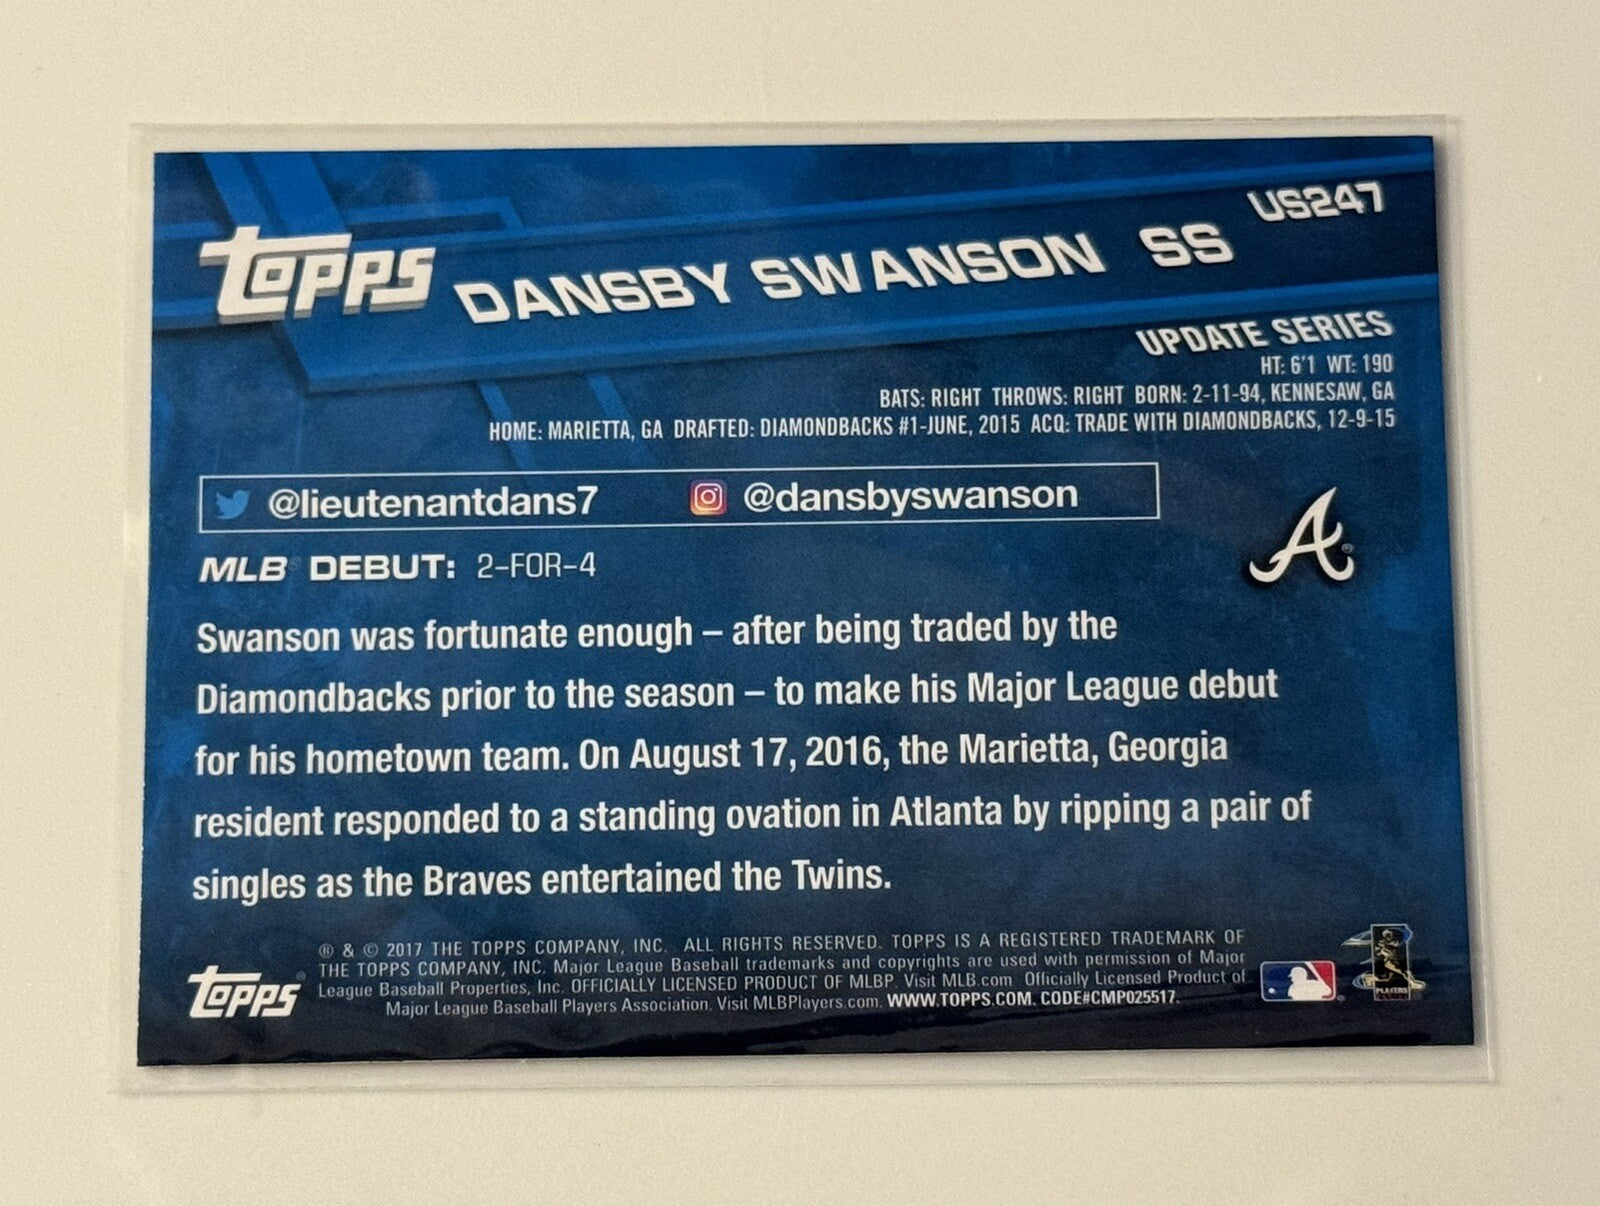 US247
TOPPS DANSBY SWANSON SS
UPDATE SERIES
HT: 6'1 WT: 190
BATS: RIGHT THROWS: RIGHT BORN: 2-11-94, KENNESAW, GA
HOME: MARIETTA, GA DRAFTED: DIAMONDBACKS #1-JUNE, 2015 ACQ: TRADE WITH DIAMONDBACKS, 12-9-15
@lieutenantdans7 @dansbyswanson
A
MLB® DEBUT: 2-FOR-4
Swanson was fortunate enough – after being traded by the
Diamondbacks prior to the season – to make his Major League debut
for his hometown team. On August 17, 2016, the Marietta, Georgia
resident responded to a standing ovation in Atlanta by ripping a pair of
singles as the Braves entertained the Twins.
® & © 2017 THE TOPPS COMPANY, INC. ALL RIGHTS RESERVED. TOPPS IS A REGISTERED TRADEMARK OF
THE TOPPS COMPANY, INC. Major League Baseball trademarks and copyrights are used with permission of Major
League Baseball Properties, Inc. OFFICIALLY LICENSED PRODUCT OF MLBP. Visit MLB.com Officially Licensed Product of
Major League Baseball Players Association. Visit MLBPlayers.com. WWW.TOPPS.COM. CODE#CMP025517.
TOPPS®
PLAYERS